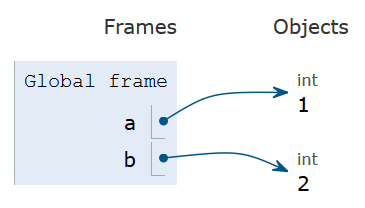 Frames Objects
Global frame
int
a 1
b int
2